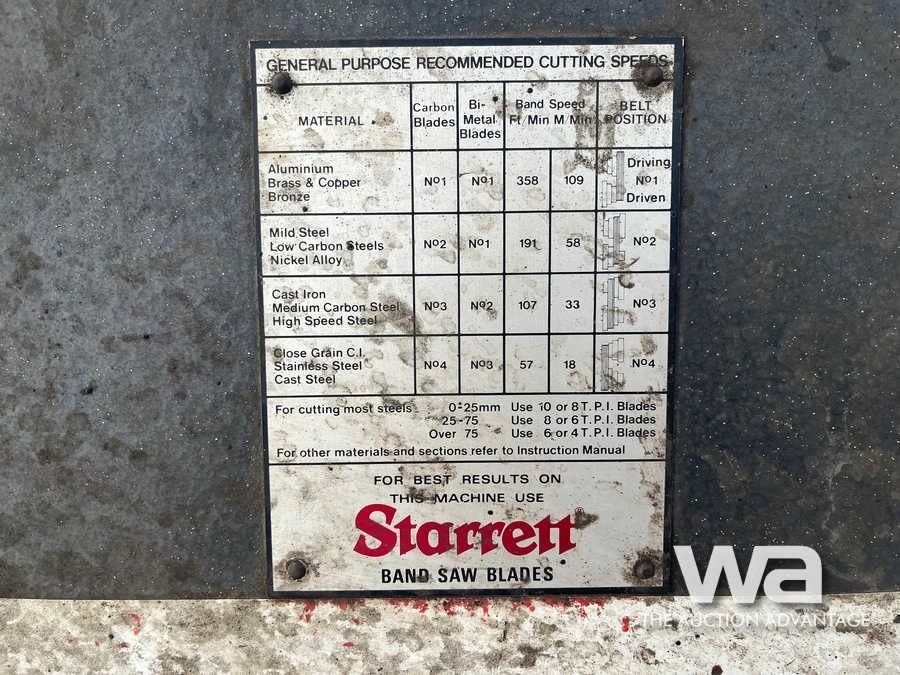 GENERAL PURPOSE RECOMMENDED CUTTING SPEEDS
MATERIAL
Carbon
Blades
Bi-
Metal
Blades
Band Speed
Ft/Min M/Min
BELT
POSITION
Aluminium
Brass & Copper
Bronze
Nº1
Nº1
358
109
Driving
Nº1
Driven
Mild Steel
Low Carbon Steels
Nickel Alloy
Nº2
Nº1
191
58
Nº2
Cast Iron
Medium Carbon Steel
High Speed Steel
Nº3
Nº2
107
33
Nº3
Close Grain C.I.
Stainless Steel
Cast Steel
Nº4
Nº3
57
18
Nº4
For cutting most steels 0-25mm Use 10 or 8 T.P.I. Blades
25-75 Use 8 or 6 T.P.I. Blades
Over 75 Use 6 or 4 T.P.I. Blades
For other materials and sections refer to Instruction Manual
FOR BEST RESULTS ON
THIS MACHINE USE
Starrett®
BAND SAW BLADES
wa
THE AUCTION ADVANTAGE